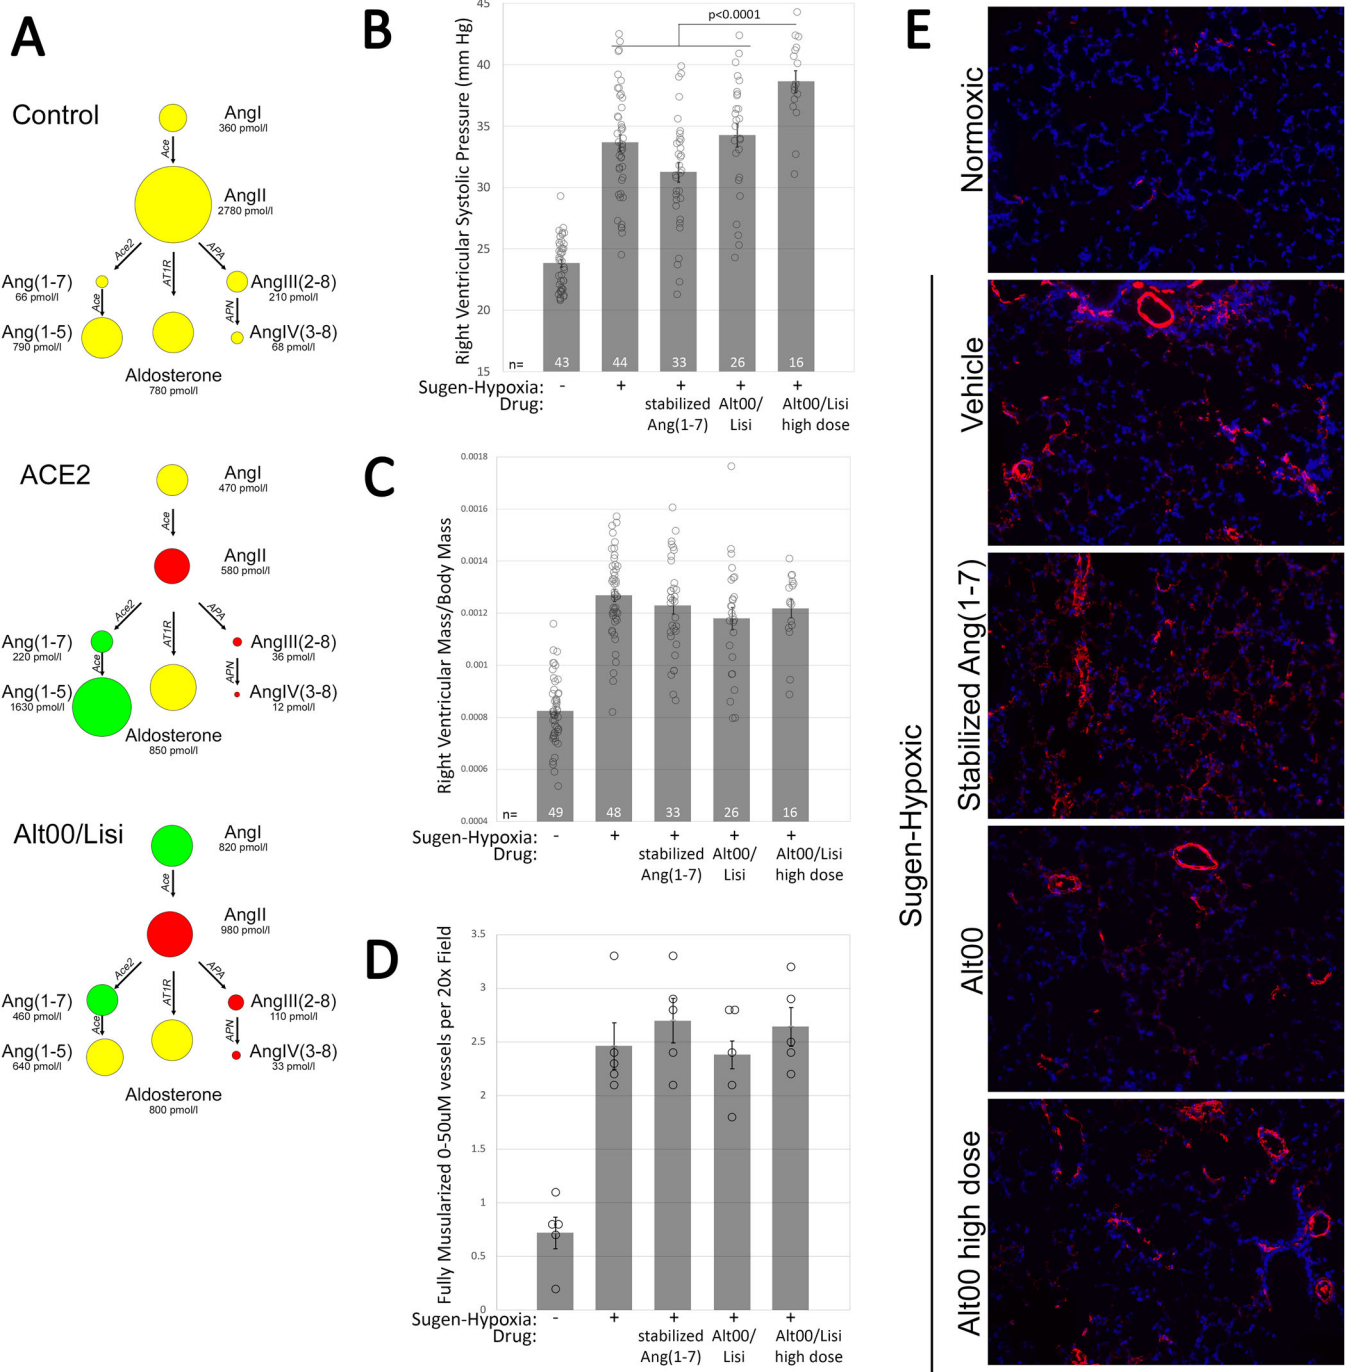 A
Control
AngI
360 pmol/l
Ace
AngII
2780 pmol/l
Ace2
AT1R
APA
Ang(1-7)
66 pmol/l
AngIII(2-8)
210 pmol/l
Ace
APN
Ang(1-5)
790 pmol/l
AngIV(3-8)
68 pmol/l
Aldosterone
780 pmol/l
ACE2
AngI
470 pmol/l
Ace
AngII
580 pmol/l
Ace2
AT1R
APA
Ang(1-7)
220 pmol/l
AngIII(2-8)
36 pmol/l
Ace
APN
Ang(1-5)
1630 pmol/l
AngIV(3-8)
12 pmol/l
Aldosterone
850 pmol/l
Alt00/Lisi
AngI
820 pmol/l
Ace
AngII
980 pmol/l
Ace2
AT1R
APA
Ang(1-7)
460 pmol/l
AngIII(2-8)
110 pmol/l
Ace
APN
Ang(1-5)
640 pmol/l
AngIV(3-8)
33 pmol/l
Aldosterone
800 pmol/l
B
Right Ventricular Systolic Pressure (mm Hg)
45
40
35
30
25
20
15
p<0.0001
n= 43 44 33 26 16
Sugen-Hypoxia: - + + + +
Drug: stabilized Alt00/ Alt00/Lisi
Ang(1-7) Lisi high dose
C
Right Ventricular Mass/Body Mass
0.0018
0.0016
0.0014
0.0012
0.001
0.0008
0.0006
0.0004
n= 49 48 33 26 16
Sugen-Hypoxia: - + + + +
Drug: stabilized Alt00/ Alt00/Lisi
Ang(1-7) Lisi high dose
D
Fully Musularized 0-50uM vessels per 20x Field
3.5
3
2.5
2
1.5
1
0.5
0
Sugen-Hypoxia: - + + + +
Drug: stabilized Alt00/ Alt00/Lisi
Ang(1-7) Lisi high dose
E
Normoxic
Sugen-Hypoxic
Vehicle
Stabilized Ang(1-7)
Alt00
Alt00 high dose